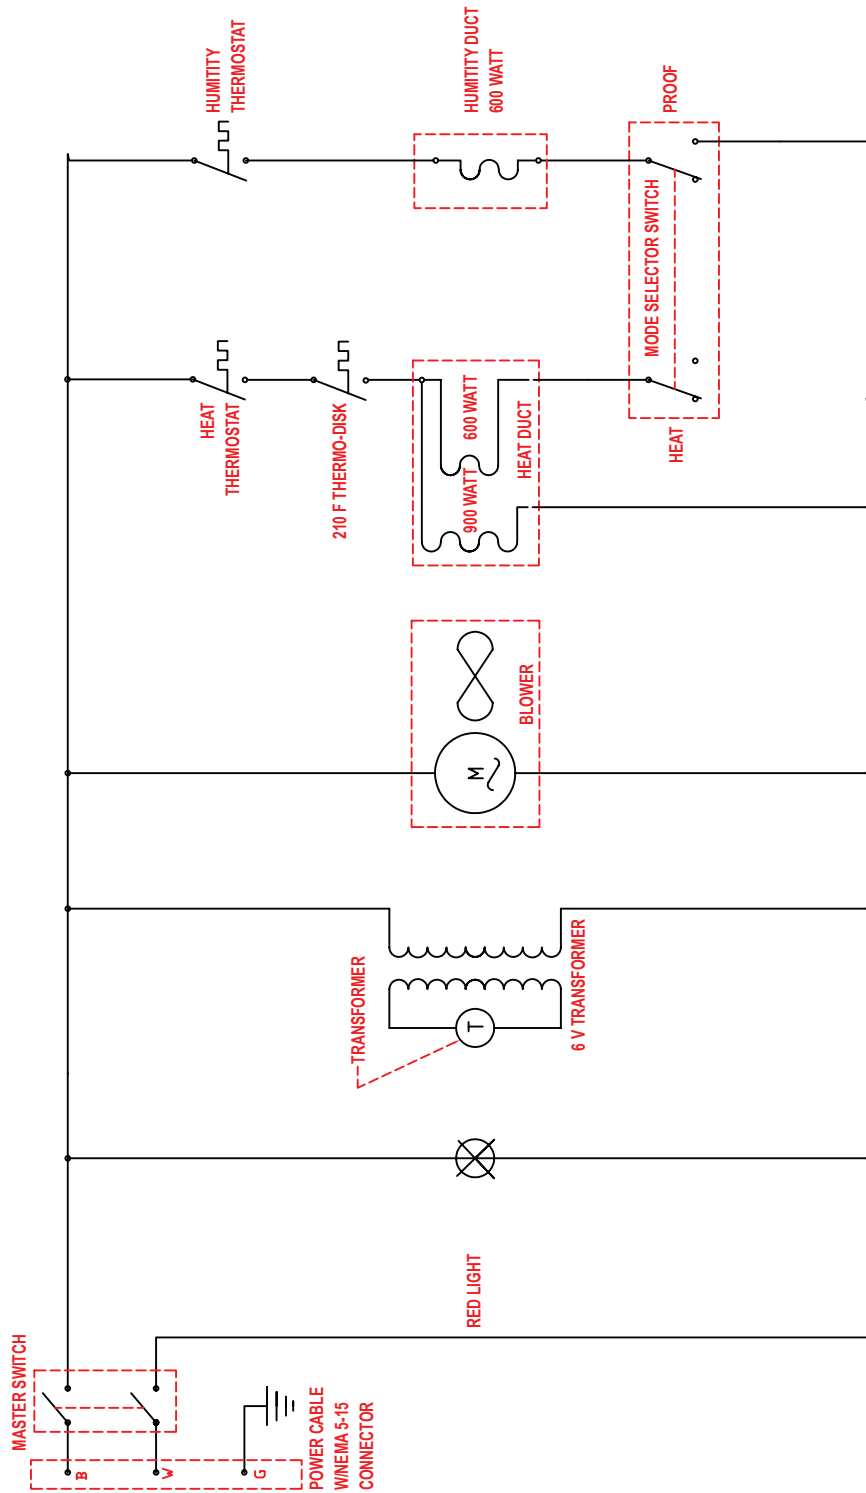 HUMITITY
THERMOSTAT
HUMITITY DUCT
600 WATT
PROOF
MODE SELECTOR SWITCH
HEAT
THERMOSTAT
210 F THERMO-DISK
900 WATT
600 WATT
HEAT DUCT
HEAT
M
BLOWER
TRANSFORMER
T
6 V TRANSFORMER
RED LIGHT
MASTER SWITCH
B
W
G
POWER CABLE
W/NEMA 5-15
CONNECTOR